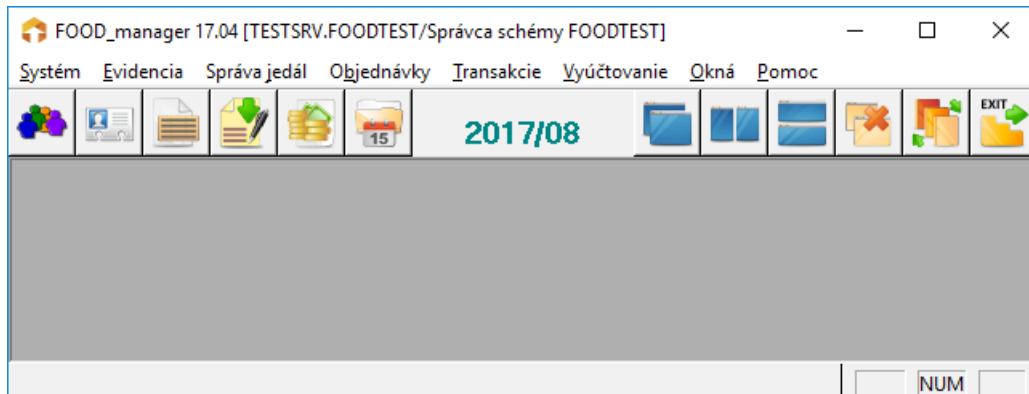 FOOD_manager 17.04 [TESTSRV.FOODTEST/Správca schémy FOODTEST]
Systém Evidencia Správa jedál Objednávky Transakcie Vyúčtovanie Okná Pomoc
15 2017/08 EXIT
NUM